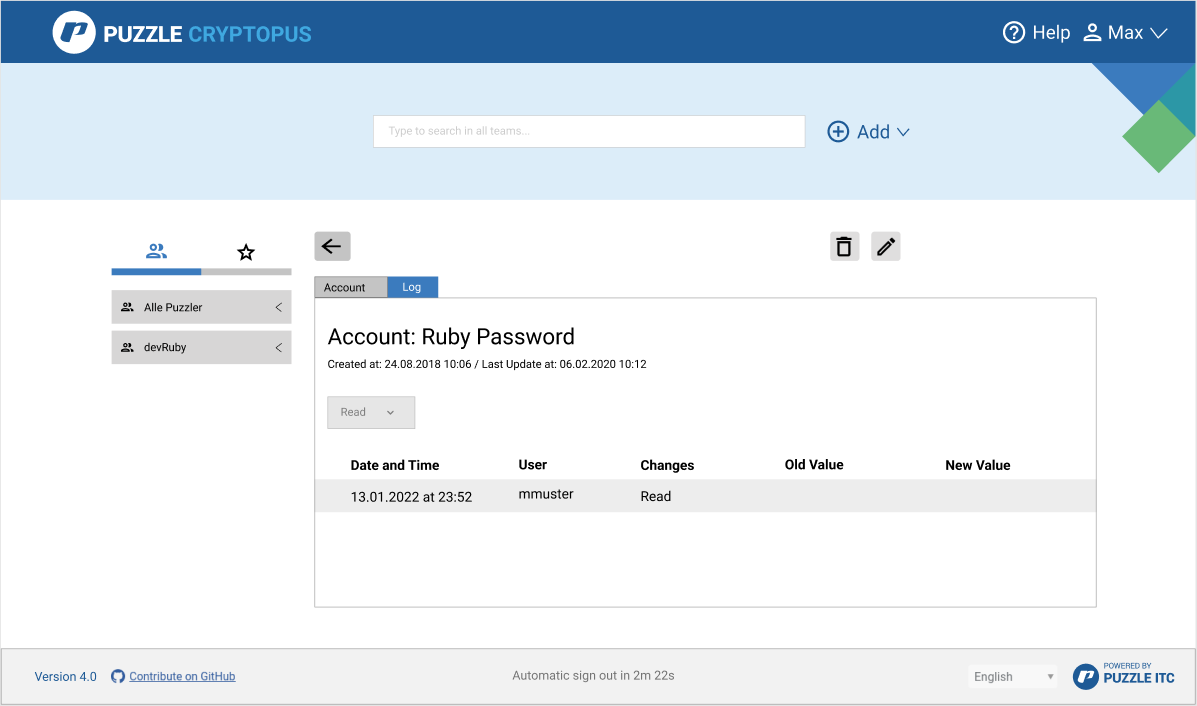 PUZZLE CRYPTOPUS
Help Max
Type to search in all teams...
Add
Alle Puzzler
devRuby
Account Log
Account: Ruby Password
Created at: 24.08.2018 10:06 / Last Update at: 06.02.2020 10:12
Read
Date and Time User Changes Old Value New Value
13.01.2022 at 23:52 mmuster Read
Version 4.0 Contribute on GitHub
Automatic sign out in 2m 22s
English
POWERED BY
PUZZLE ITC